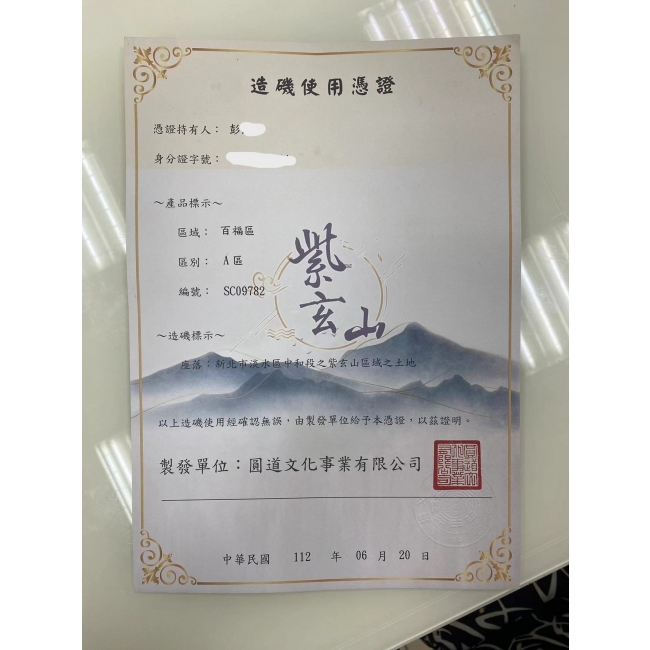 造磯使用憑證
憑證持有人： 彭
身分證字號：
～產品標示～
區域： 百福區
區別： A區
編號： SC09782
紫玄山
～造磯標示～
座落：新北市淡水區中和段之紫玄山區域之土地
以上造磯使用經確認無誤，由製發單位給予本憑證，以茲證明。
製發單位：圓道文化事業有限公司
中華民國 112 年 06 月 20 日